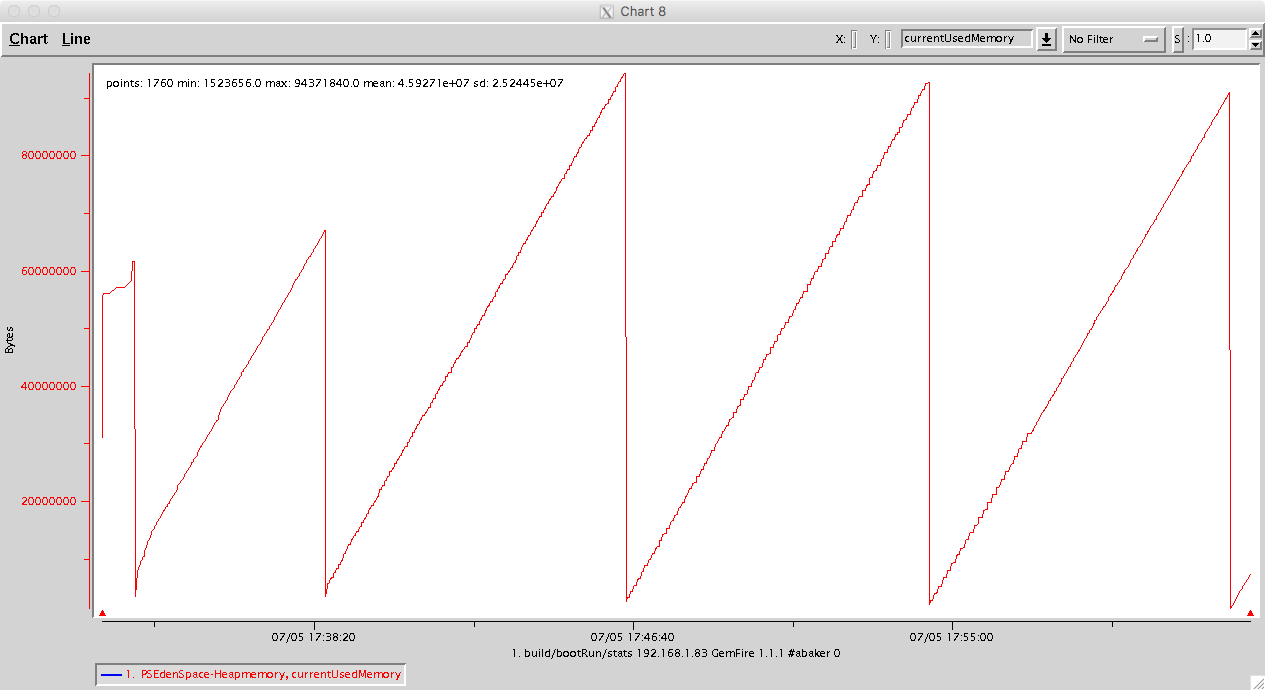 Chart 8
Chart Line X: Y: currentUsedMemory No Filter S : 1.0
points: 1760 min: 1523656.0 max: 94371840.0 mean: 4.59271e+07 sd: 2.52445e+07
80000000
60000000
Bytes
40000000
20000000
07/05 17:38:20 07/05 17:46:40 07/05 17:55:00
1. build/bootRun/stats 192.168.1.83 GemFire 1.1.1 #abaker 0
1. PSEdenSpace-Heapmemory, currentUsedMemory